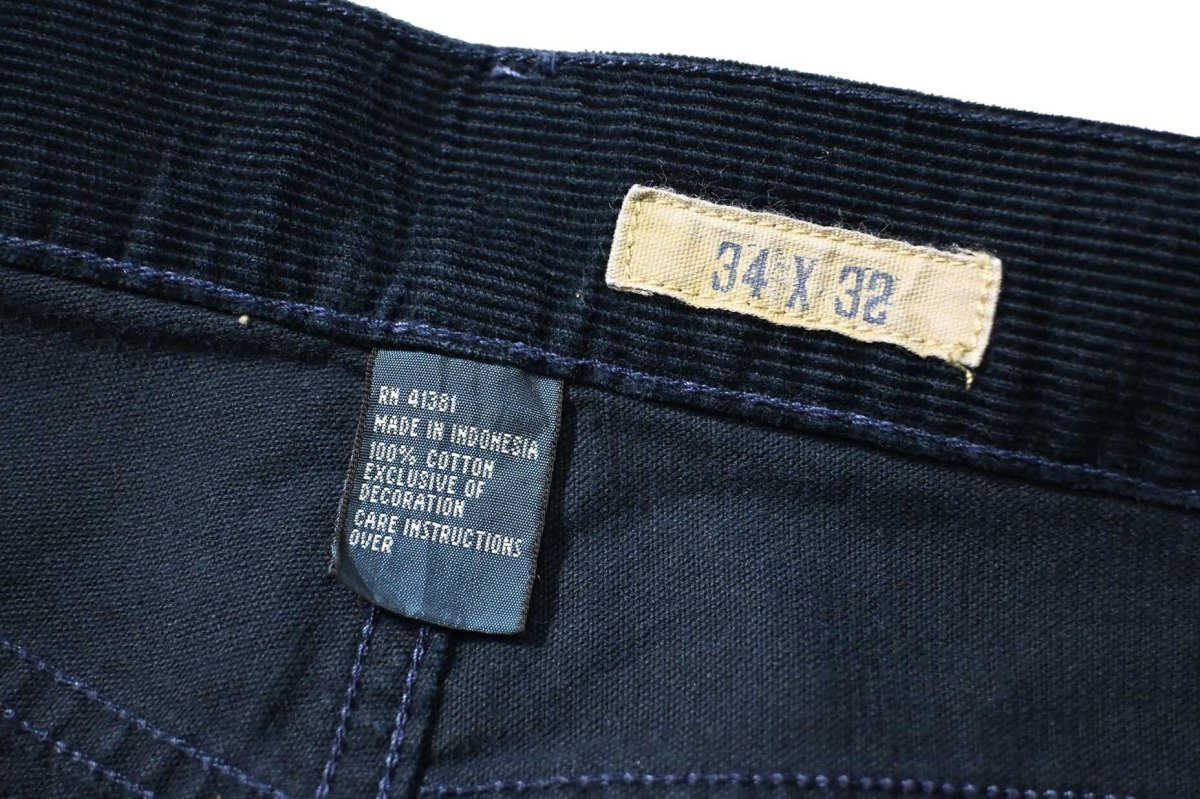 34 X 32
RN 41381
MADE IN INDONESIA
100% COTTON
EXCLUSIVE OF
DECORATION
CARE INSTRUCTIONS
OVER